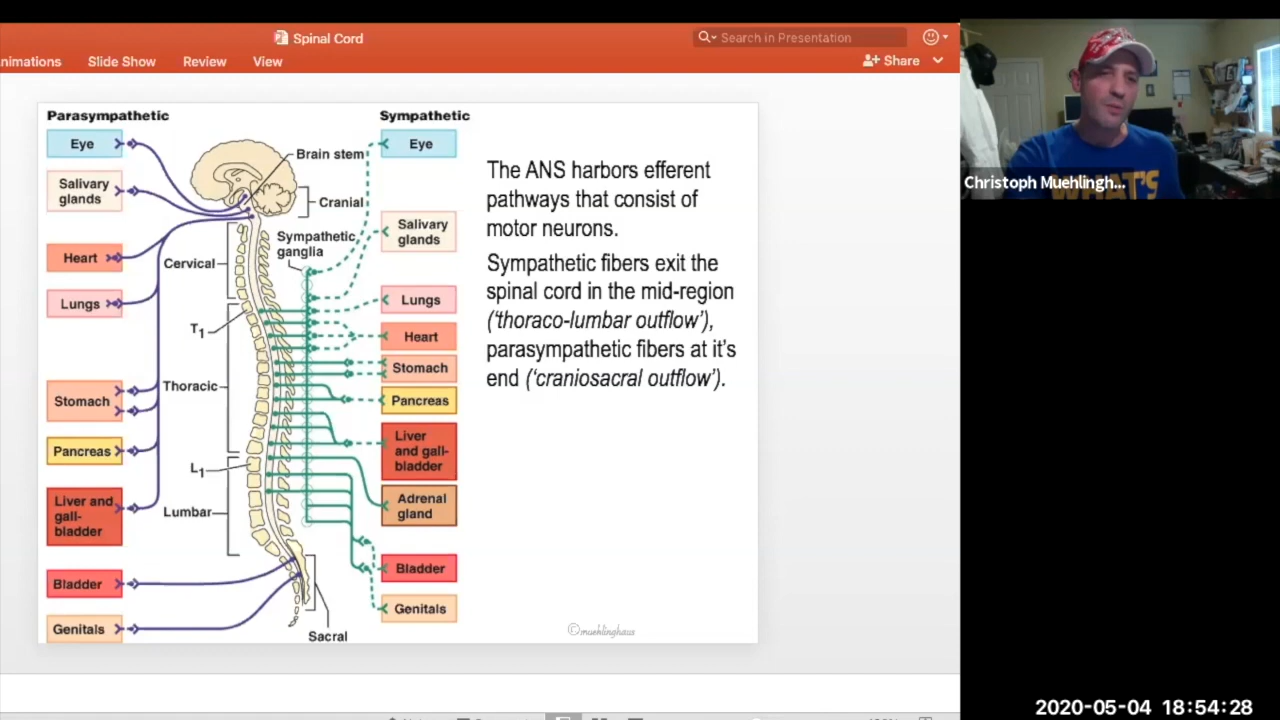 Spinal Cord
Search in Presentation
nimations Slide Show Review View
Share
Parasympathetic
Eye
Salivary
glands
Heart
Lungs
Stomach
Pancreas
Liver and
gall-
bladder
Bladder
Genitals
Brain stem
Cranial
Sympathetic
ganglia
Cervical
T1
Thoracic
L1
Lumbar
Sacral
Sympathetic
Eye
Salivary
glands
Lungs
Heart
Stomach
Pancreas
Liver
and gall-
bladder
Adrenal
gland
Bladder
Genitals
The ANS harbors efferent
pathways that consist of
motor neurons.
Sympathetic fibers exit the
spinal cord in the mid-region
(‘thoraco-lumbar outflow’),
parasympathetic fibers at it’s
end (‘craniosacral outflow’).
©muehlinghaus
Christoph Muehlingh...
WHAT'S
2020-05-04 18:54:28